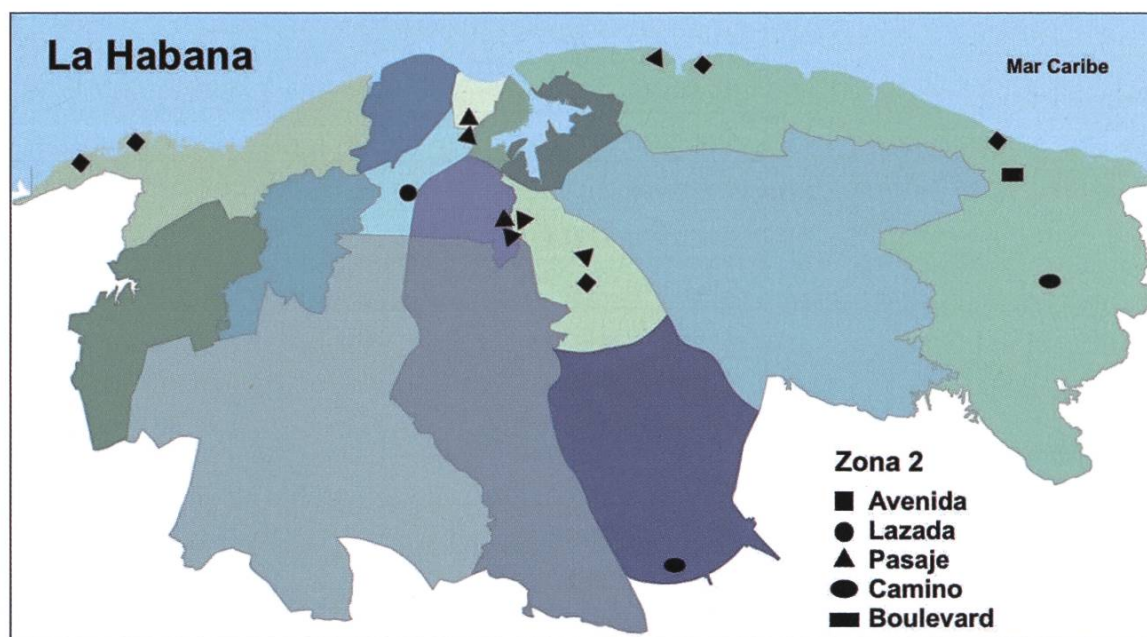 La Habana
Mar Caribe
Zona 2
Avenida
Lazada
Pasaje
Camino
Boulevard